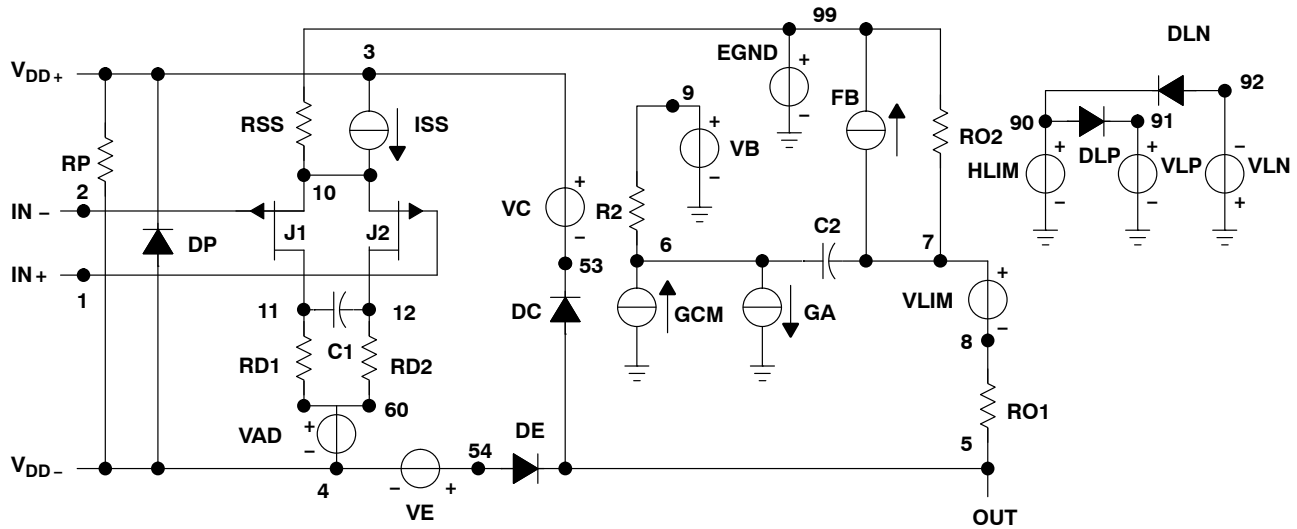 99
DLN
3
EGND
+
VDD+
92
9
FB
+
RSS
ISS
–
90
91
VB
RO2
RP
–
DLP
+
+
–
2
10
HLIM
VLP
VLN
IN –
VC
+
R2
–
–
+
J1
J2
–
C2
DP
6
7
IN+
53
1
VLIM
+
11
12
DC
GCM
GA
–
C1
8
RD1
RD2
60
RO1
VAD
+
–
DE
54
5
VDD–
4
–
+
VE
OUT